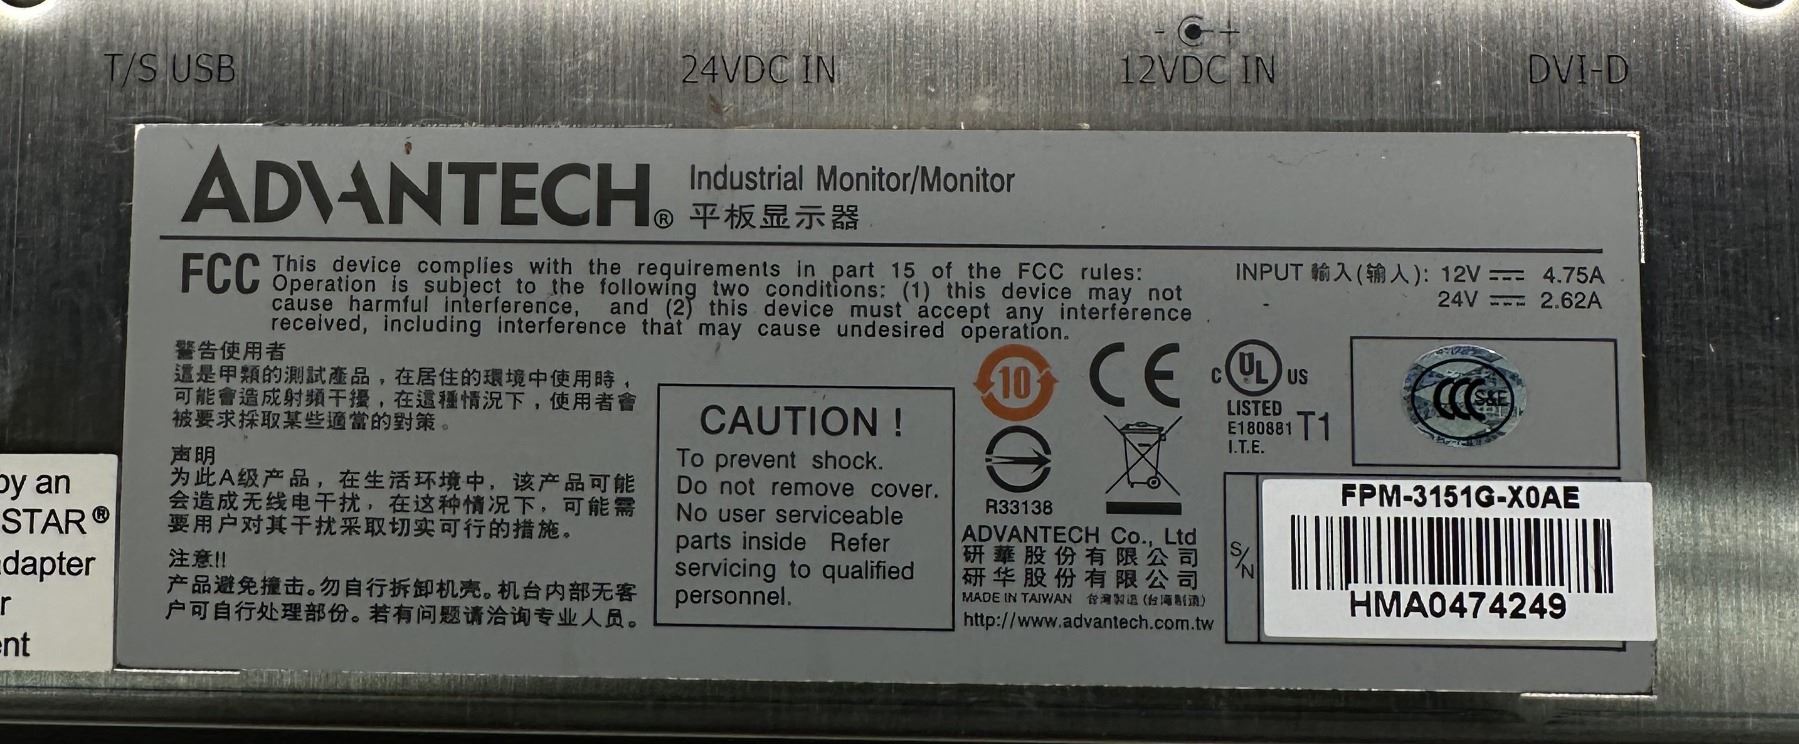 T/S USB
24VDC IN
- +
12VDC IN
DVI-D
ADVANTECH®
Industrial Monitor/Monitor
平板显示器
FCC
This device complies with the requirements in part 15 of the FCC rules:
Operation is subject to the following two conditions: (1) this device may not
cause harmful interference, and (2) this device must accept any interference
received, including interference that may cause undesired operation.
INPUT 輸入(输入): 12V 4.75A
24V 2.62A
警告使用者
這是甲類的測試產品，在居住的環境中使用時，
可能會造成射頻干擾，在這種情況下，使用者會
被要求採取某些適當的對策。
声明
为此A级产品，在生活环境中，该产品可能
会造成无线电干扰，在这种情况下，可能需
要用户对其干扰采取切实可行的措施。
注意!!
产品避免撞击。勿自行拆卸机壳。机台内部无客
户可自行处理部份。若有问题请洽询专业人员。
CAUTION !
To prevent shock.
Do not remove cover.
No user serviceable
parts inside Refer
servicing to qualified
personnel.
10
CE
C UL US
LISTED
E180881
I.T.E.
T1
CCC S&E
R33138
ADVANTECH Co., Ltd
研華股份有限公司
研华股份有限公司
MADE IN TAIWAN 台灣製造 (台湾制造)
http://www.advantech.com.tw
S/N
FPM-3151G-X0AE
HMA0474249
by an
STAR®
dapter
r
nt